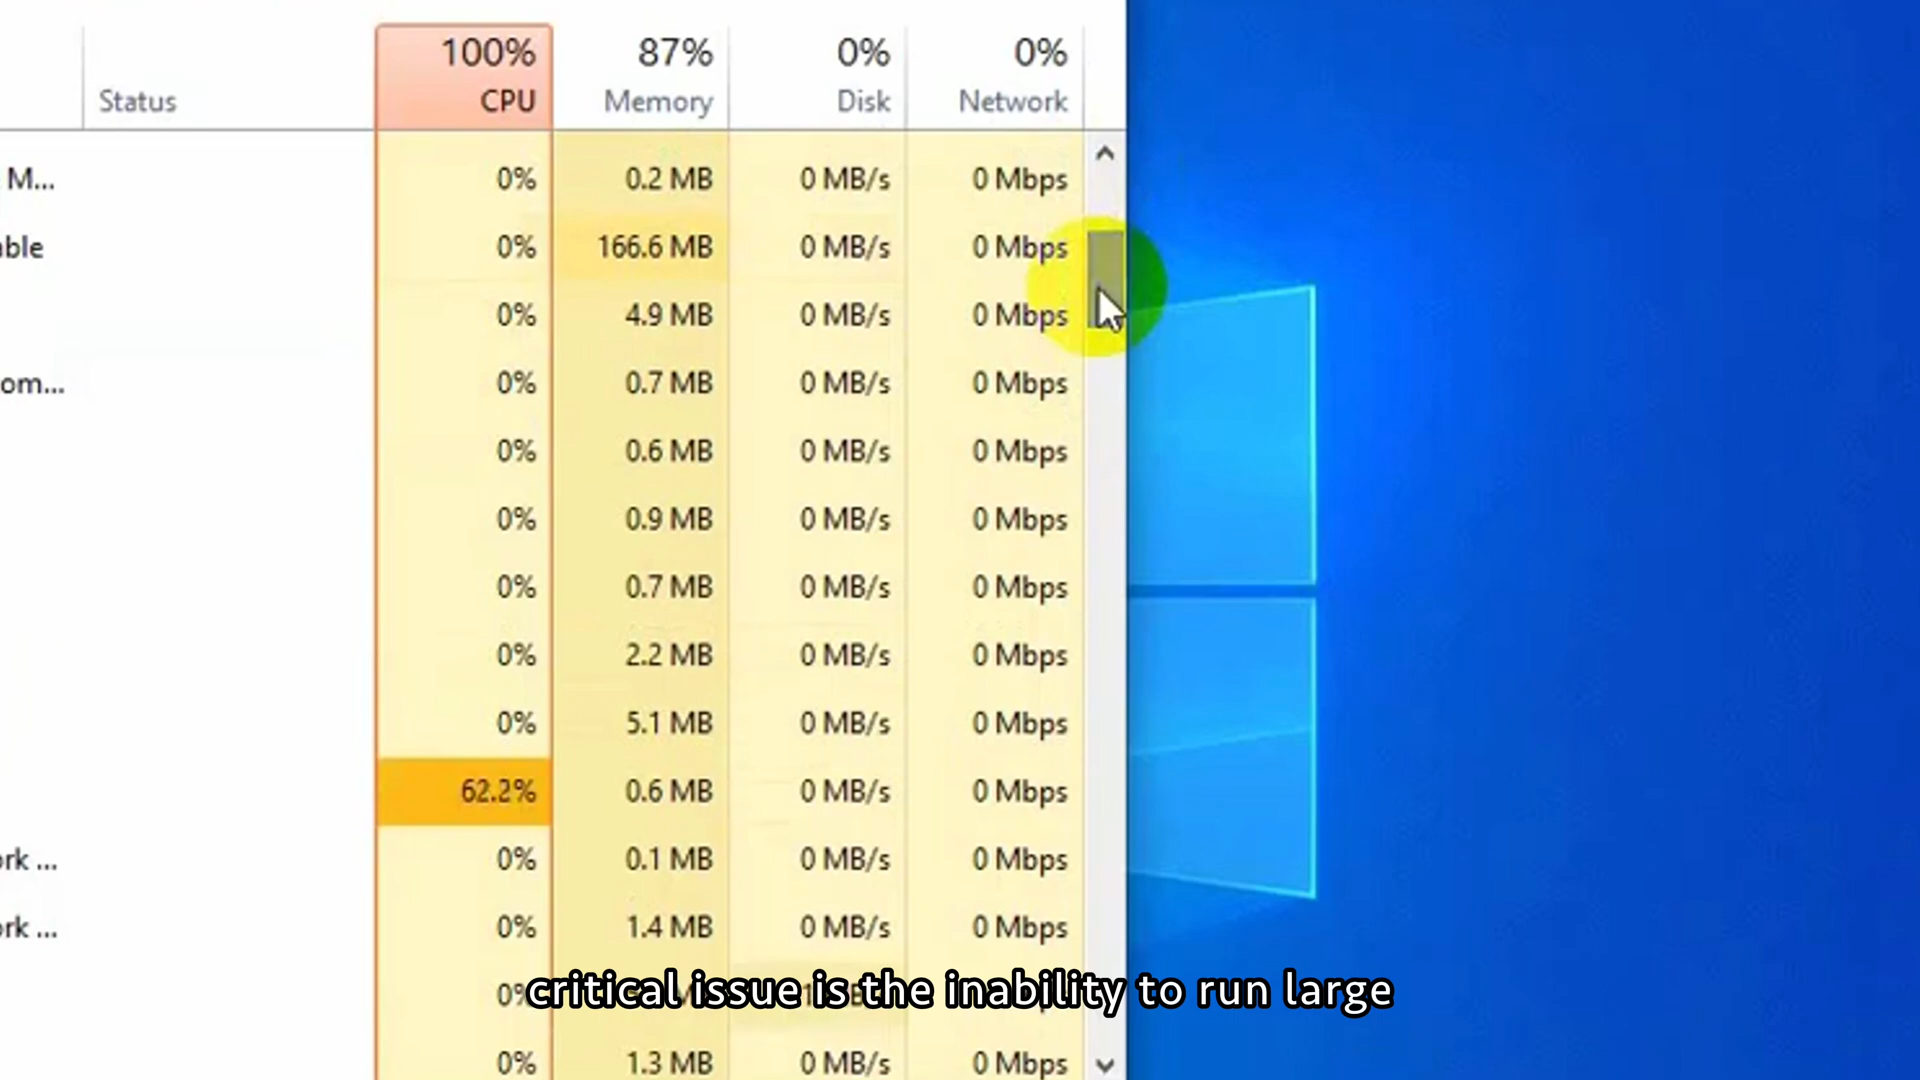 100% 87% 0% 0%
Status CPU Memory Disk Network
M... 0% 0.2 MB 0 MB/s 0 Mbps
able 0% 166.6 MB 0 MB/s 0 Mbps
0% 4.9 MB 0 MB/s 0 Mbps
om... 0% 0.7 MB 0 MB/s 0 Mbps
0% 0.6 MB 0 MB/s 0 Mbps
0% 0.9 MB 0 MB/s 0 Mbps
0% 0.7 MB 0 MB/s 0 Mbps
0% 2.2 MB 0 MB/s 0 Mbps
0% 5.1 MB 0 MB/s 0 Mbps
62.2% 0.6 MB 0 MB/s 0 Mbps
ork ... 0% 0.1 MB 0 MB/s 0 Mbps
ork ... 0% 1.4 MB 0 MB/s 0 Mbps
critical issue is the inability to run large
0% 1.3 MB 0 MB/s 0 Mbps